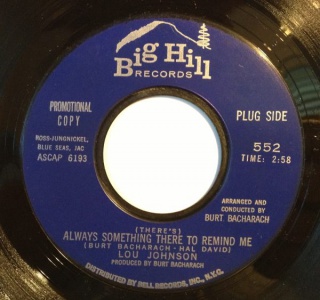 Big Hill
RECORDS
PROMOTIONAL
COPY
PLUG SIDE
ROSS-JUNGNICKEL,
BLUE SEAS, JAC
ASCAP 6193
552
TIME: 2:58
ARRANGED AND
CONDUCTED BY
BURT BACHARACH
(THERE'S)
ALWAYS SOMETHING THERE TO REMIND ME
(BURT BACHARACH - HAL DAVID)
LOU JOHNSON
PRODUCED BY BURT BACHARACH
DISTRIBUTED BY BELL RECORDS, INC., N.Y.C.